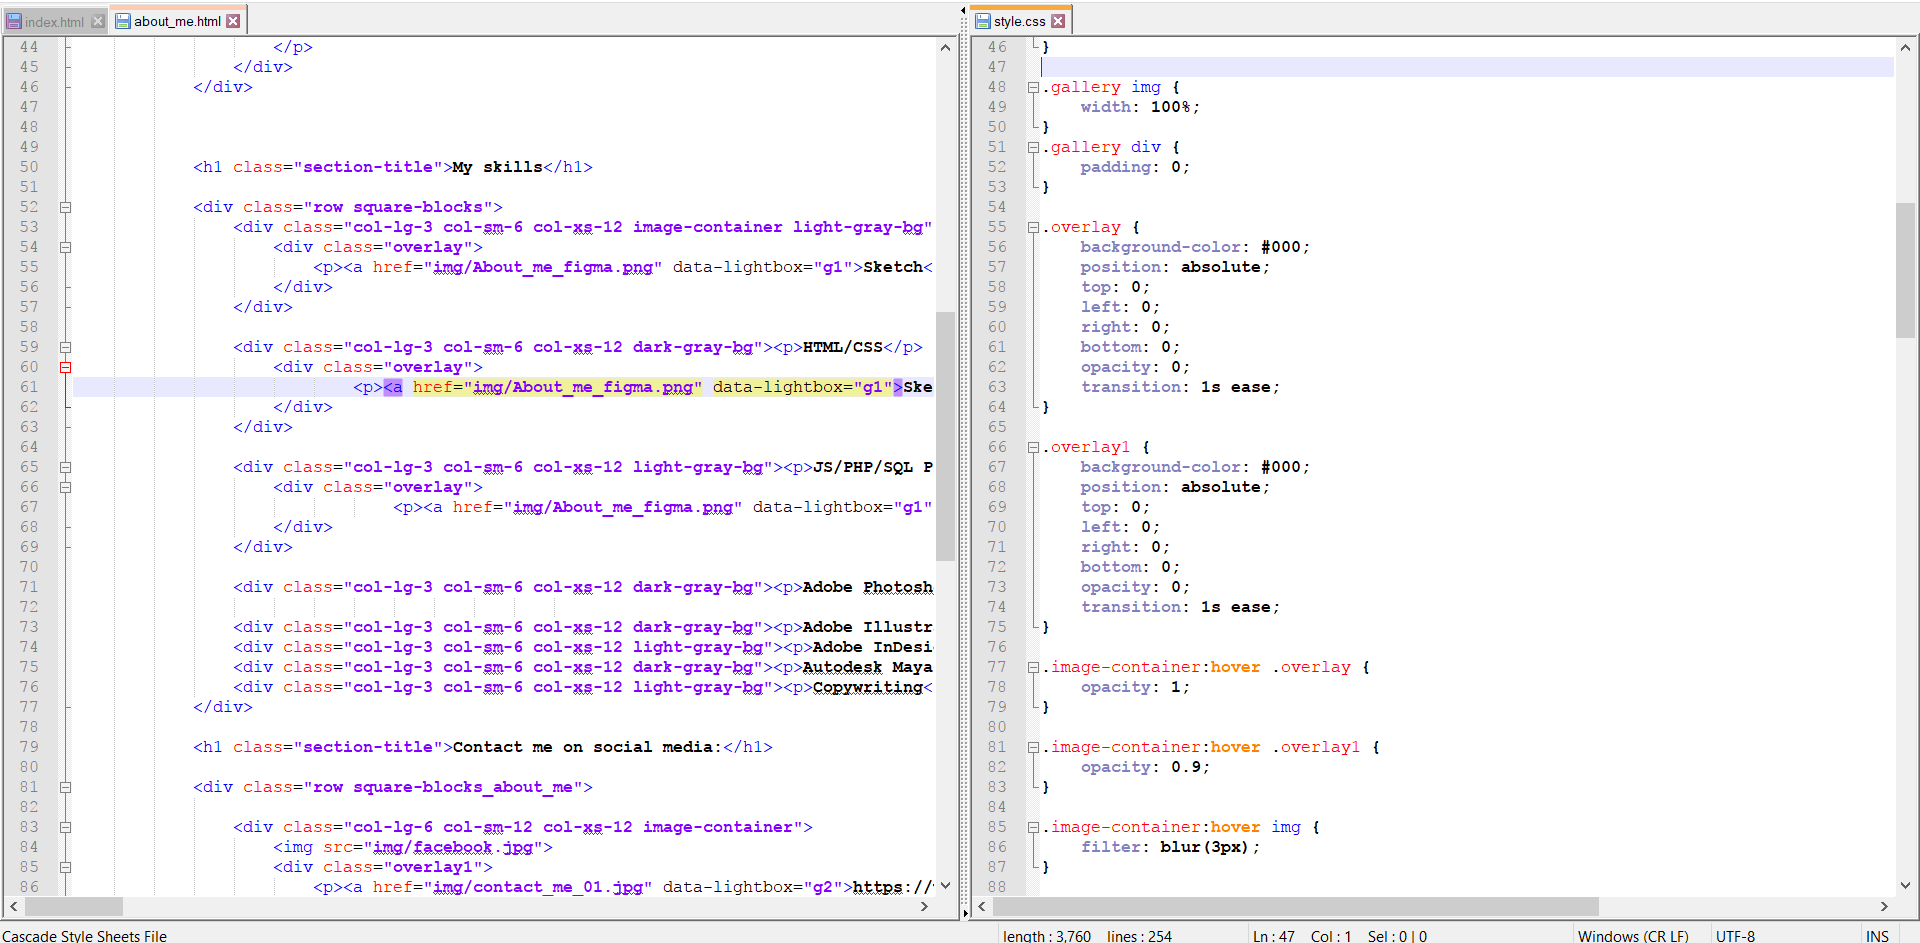 index.html
about_me.html
44 </p>
45 </div>
46 </div>
47
48
49
50 <h1 class="section-title">My skills</h1>
51
52 <div class="row square-blocks">
53 <div class="col-lg-3 col-sm-6 col-xs-12 image-container light-gray-bg"
54 <div class="overlay">
55 <p><a href="img/About_me_figma.png" data-lightbox="g1">Sketch<
56 </div>
57 </div>
58
59 <div class="col-lg-3 col-sm-6 col-xs-12 dark-gray-bg"><p>HTML/CSS</p>
60 <div class="overlay">
61 <p><a href="img/About_me_figma.png" data-lightbox="g1">Ske
62 </div>
63 </div>
64
65 <div class="col-lg-3 col-sm-6 col-xs-12 light-gray-bg"><p>JS/PHP/SQL P
66 <div class="overlay">
67 <p><a href="img/About_me_figma.png" data-lightbox="g1"
68 </div>
69 </div>
70
71 <div class="col-lg-3 col-sm-6 col-xs-12 dark-gray-bg"><p>Adobe Photosh
72
73 <div class="col-lg-3 col-sm-6 col-xs-12 dark-gray-bg"><p>Adobe Illustr
74 <div class="col-lg-3 col-sm-6 col-xs-12 light-gray-bg"><p>Adobe InDesi
75 <div class="col-lg-3 col-sm-6 col-xs-12 dark-gray-bg"><p>Autodesk Maya
76 <div class="col-lg-3 col-sm-6 col-xs-12 light-gray-bg"><p>Copywriting<
77 </div>
78
79 <h1 class="section-title">Contact me on social media:</h1>
80
81 <div class="row square-blocks_about_me">
82
83 <div class="col-lg-6 col-sm-12 col-xs-12 image-container">
84 <img src="img/facebook.jpg">
85 <div class="overlay1">
86 <p><a href="img/contact_me_01.jpg" data-lightbox="g2">https://
style.css
46 }
47
48 .gallery img {
49 width: 100%;
50 }
51 .gallery div {
52 padding: 0;
53 }
54
55 .overlay {
56 background-color: #000;
57 position: absolute;
58 top: 0;
59 left: 0;
60 right: 0;
61 bottom: 0;
62 opacity: 0;
63 transition: 1s ease;
64 }
65
66 .overlay1 {
67 background-color: #000;
68 position: absolute;
69 top: 0;
70 left: 0;
71 right: 0;
72 bottom: 0;
73 opacity: 0;
74 transition: 1s ease;
75 }
76
77 .image-container:hover .overlay {
78 opacity: 1;
79 }
80
81 .image-container:hover .overlay1 {
82 opacity: 0.9;
83 }
84
85 .image-container:hover img {
86 filter: blur(3px);
87 }
88
Cascade Style Sheets File length : 3,760 lines : 254 Ln : 47 Col : 1 Sel : 0 | 0 Windows (CR LF) UTF-8 INS